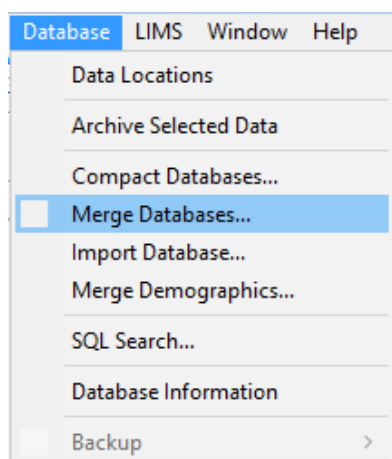 Database LIMS Window Help
Data Locations
Archive Selected Data
Compact Databases...
Merge Databases...
Import Database...
Merge Demographics...
SQL Search...
Database Information
Backup >